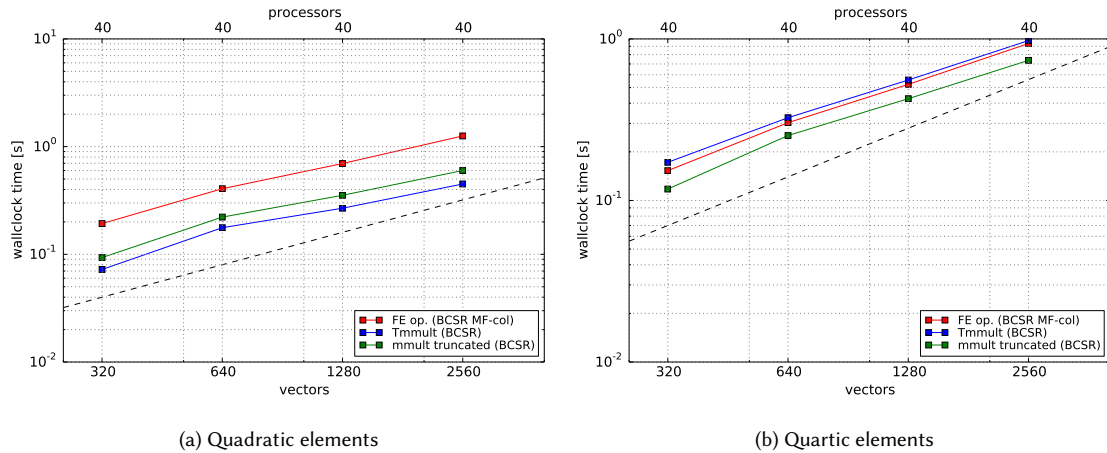 processors
40 40 40 40
10^1
10^0
10^-1
10^-2
wallclock time [s]
FE op. (BCSR MF-col)
Tmmult (BCSR)
mmult truncated (BCSR)
320 640 1280 2560
vectors
(a) Quadratic elements
processors
40 40 40 40
10^0
10^-1
10^-2
wallclock time [s]
FE op. (BCSR MF-col)
Tmmult (BCSR)
mmult truncated (BCSR)
320 640 1280 2560
vectors
(b) Quartic elements